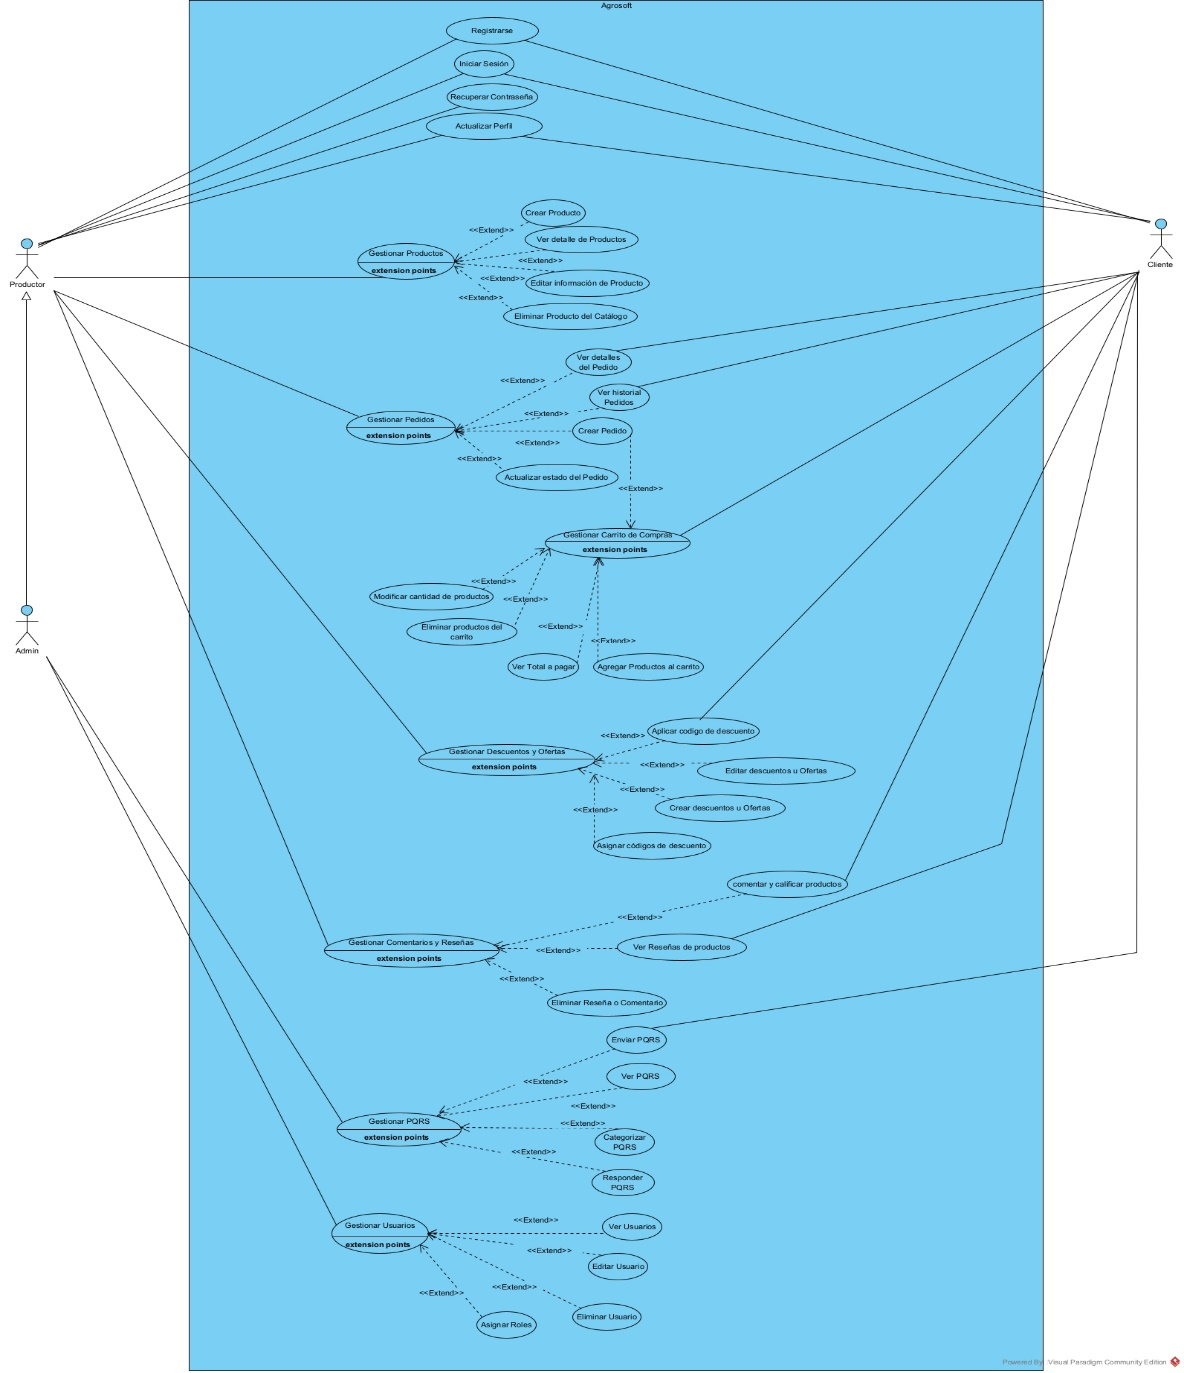 Agrosoft
Registrarse
Iniciar Sesión
Recuperar Contraseña
Actualizar Perfil
Productor
Cliente
Admin
Crear Producto
<<Extend>>
Ver detalle de Productos
Gestionar Productos
<<Extend>>
extension points
<<Extend>>
Editar información de Producto
<<Extend>>
Eliminar Producto del Catálogo
Ver detalles
del Pedido
<<Extend>>
Ver historial
Pedidos
<<Extend>>
Gestionar Pedidos
extension points
Crear Pedido
<<Extend>>
<<Extend>>
Actualizar estado del Pedido
<<Extend>>
Gestionar Carrito de Compras
extension points
<<Extend>>
Modificar cantidad de productos
<<Extend>>
Eliminar productos del
carrito
<<Extend>>
<<Extend>>
Ver Total a pagar
Agregar Productos al carrito
Aplicar codigo de descuento
<<Extend>>
Gestionar Descuentos y Ofertas
extension points
<<Extend>>
Editar descuentos u Ofertas
<<Extend>>
Crear descuentos u Ofertas
<<Extend>>
Asignar códigos de descuento
comentar y calificar productos
<<Extend>>
Gestionar Comentarios y Reseñas
extension points
<<Extend>>
Ver Reseñas de productos
<<Extend>>
Eliminar Reseña o Comentario
Enviar PQRS
<<Extend>>
Ver PQRS
<<Extend>>
Gestionar PQRS
extension points
<<Extend>>
Categorizar
PQRS
<<Extend>>
Responder
PQRS
<<Extend>>
Ver Usuarios
Gestionar Usuarios
extension points
<<Extend>>
Editar Usuario
<<Extend>>
Eliminar Usuario
<<Extend>>
Asignar Roles
Powered By Visual Paradigm Community Edition